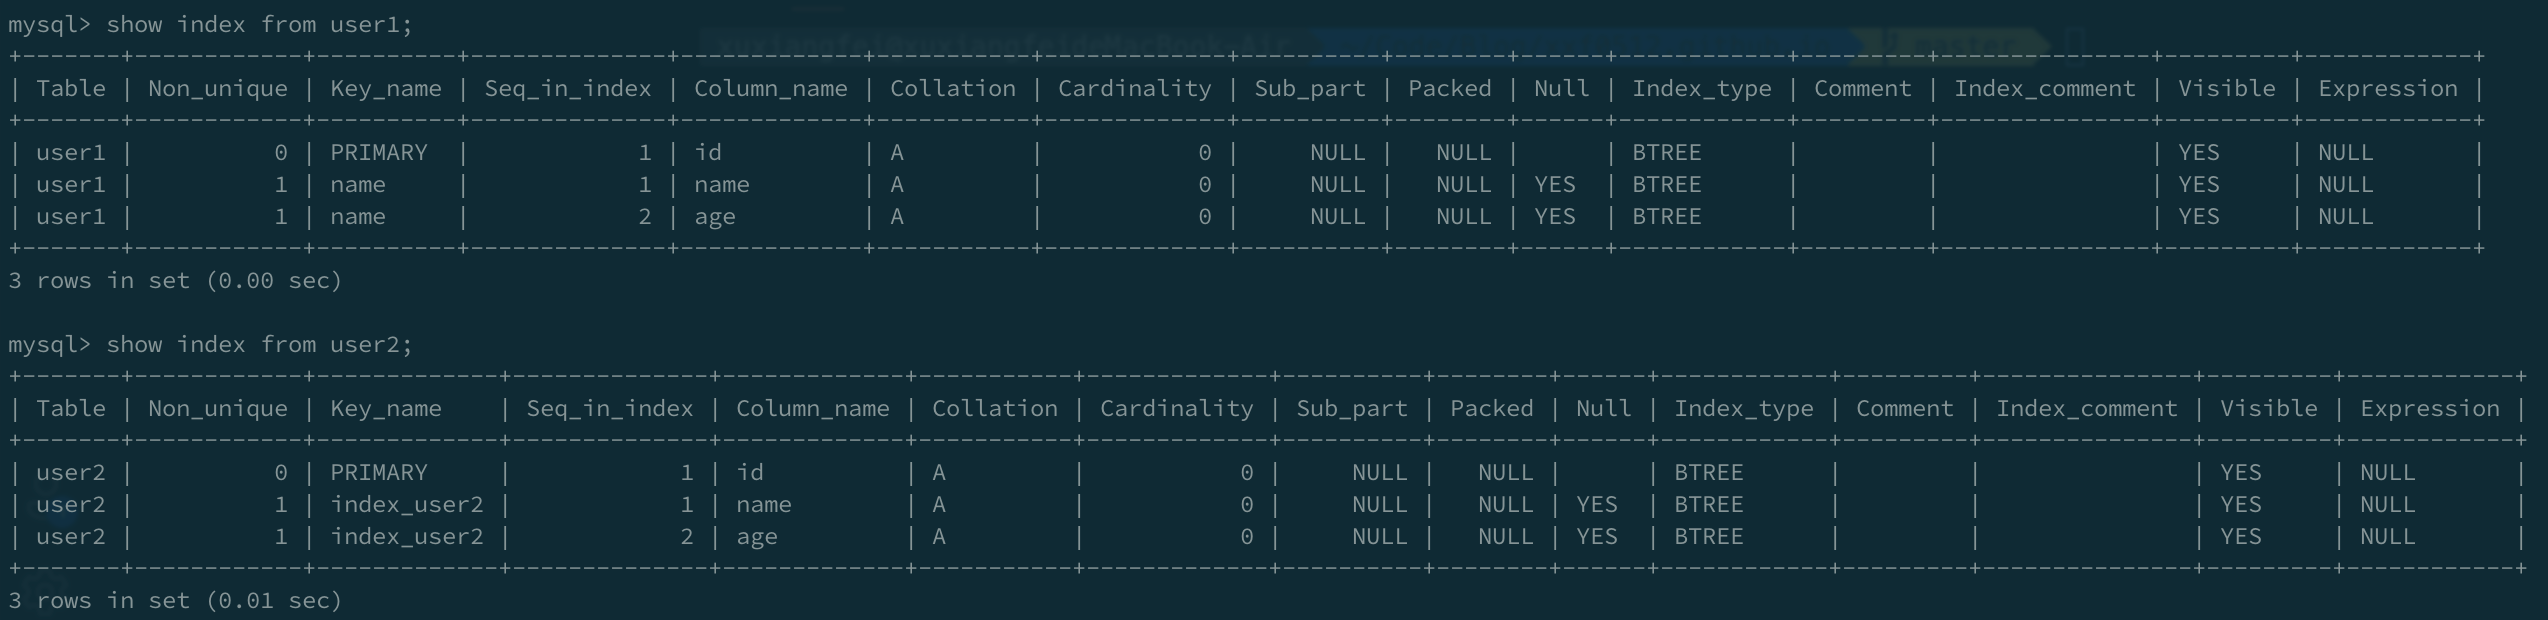 mysql> show index from user1;
+-------+------------+----------+--------------+-------------+-----------+-------------+----------+--------+------+------------+---------+---------------+---------+------------+
| Table | Non_unique | Key_name | Seq_in_index | Column_name | Collation | Cardinality | Sub_part | Packed | Null | Index_type | Comment | Index_comment | Visible | Expression |
+-------+------------+----------+--------------+-------------+-----------+-------------+----------+--------+------+------------+---------+---------------+---------+------------+
| user1 |          0 | PRIMARY  |            1 | id          | A         |           0 |     NULL |   NULL |      | BTREE      |         |               | YES     | NULL       |
| user1 |          1 | name     |            1 | name        | A         |           0 |     NULL |   NULL | YES  | BTREE      |         |               | YES     | NULL       |
| user1 |          1 | name     |            2 | age         | A         |           0 |     NULL |   NULL | YES  | BTREE      |         |               | YES     | NULL       |
+-------+------------+----------+--------------+-------------+-----------+-------------+----------+--------+------+------------+---------+---------------+---------+------------+
3 rows in set (0.00 sec)

mysql> show index from user2;
+-------+------------+-------------+--------------+-------------+-----------+-------------+----------+--------+------+------------+---------+---------------+---------+------------+
| Table | Non_unique | Key_name    | Seq_in_index | Column_name | Collation | Cardinality | Sub_part | Packed | Null | Index_type | Comment | Index_comment | Visible | Expression |
+-------+------------+-------------+--------------+-------------+-----------+-------------+----------+--------+------+------------+---------+---------------+---------+------------+
| user2 |          0 | PRIMARY     |            1 | id          | A         |           0 |     NULL |   NULL |      | BTREE      |         |               | YES     | NULL       |
| user2 |          1 | index_user2 |            1 | name        | A         |           0 |     NULL |   NULL | YES  | BTREE      |         |               | YES     | NULL       |
| user2 |          1 | index_user2 |            2 | age         | A         |           0 |     NULL |   NULL | YES  | BTREE      |         |               | YES     | NULL       |
+-------+------------+-------------+--------------+-------------+-----------+-------------+----------+--------+------+------------+---------+---------------+---------+------------+
3 rows in set (0.01 sec)